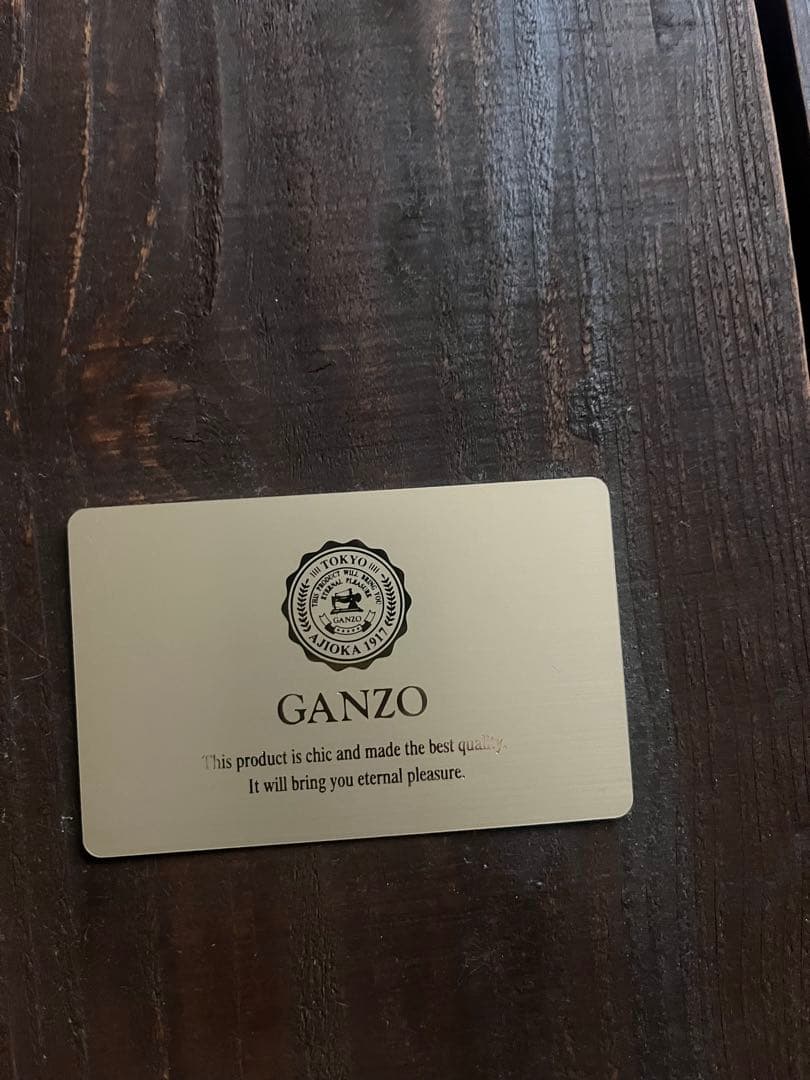 TOKYO
THIS PRODUCT WILL BRING YOU
ETERNAL PLEASURE
GANZO
AJIOKA 1917
GANZO
This product is chic and made the best quality.
It will bring you eternal pleasure.